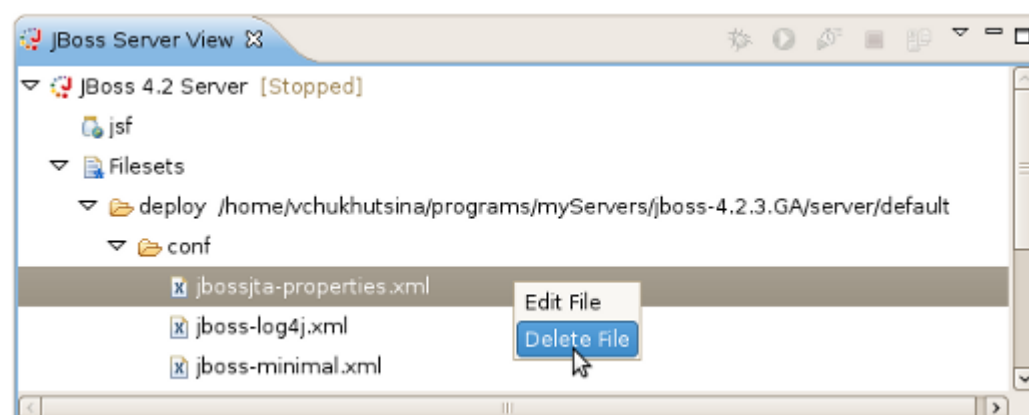 JBoss Server View
JBoss 4.2 Server [Stopped]
jsf
Filesets
deploy /home/vchukhutsina/programs/myServers/jboss-4.2.3.GA/server/default
conf
jbossjta-properties.xml
Edit File
jboss-log4j.xml
Delete File
jboss-minimal.xml